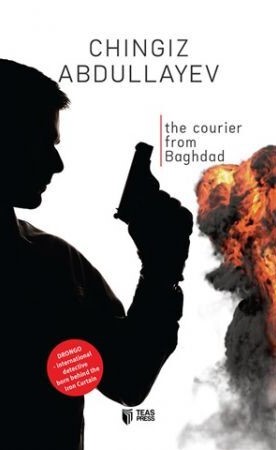 CHINGIZ
ABDULLAYEV
the courier
from
Baghdad
DRONGO
- international
detective
born behind the
Iron Curtain
TEAS
PRESS